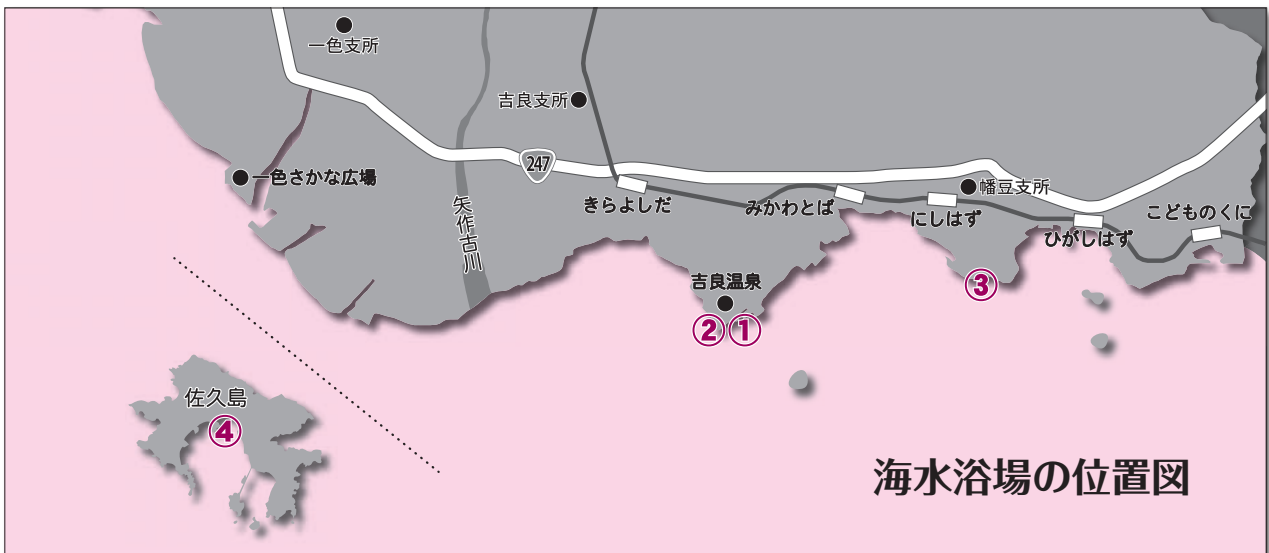 一色支所
吉良支所
247
一色さかな広場
きらよしだ
みかわとば
にしはず
幡豆支所
ひがしはず
こどものくに
矢作古川
吉良温泉
②
①
③
佐久島
④
海水浴場の位置図